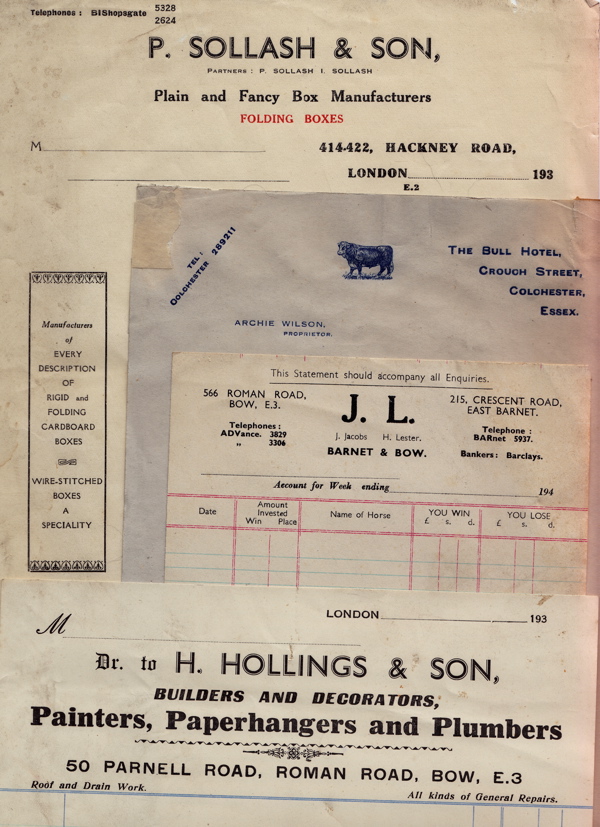 Telephones : BIShopsgate 5328
2624
P. SOLLASH & SON,
PARTNERS : P. SOLLASH I. SOLLASH
Plain and Fancy Box Manufacturers
FOLDING BOXES
M
414-422, HACKNEY ROAD,
LONDON 193
E.2
Manufacturers
of
EVERY
DESCRIPTION
OF
RIGID and
FOLDING
CARDBOARD
BOXES
WIRE-STITCHED
BOXES
A
SPECIALITY
TEL :
COLCHESTER 289211
THE BULL HOTEL,
CROUCH STREET,
COLCHESTER,
ESSEX.
ARCHIE WILSON,
PROPRIETOR.
This Statement should accompany all Enquiries.
566 ROMAN ROAD,
BOW, E.3.
Telephones :
ADVance. 3829
" 3306
J. L.
J. Jacobs H. Lester.
BARNET & BOW.
215, CRESCENT ROAD,
EAST BARNET.
Telephone :
BARnet 5937.
Bankers: Barclays.
Account for Week ending 194
Date Amount Invested Win Place Name of Horse YOU WIN £ s. d. YOU LOSE £ s. d.
LONDON 193
M
Dr. to H. HOLLINGS & SON,
BUILDERS AND DECORATORS,
Painters, Paperhangers and Plumbers
50 PARNELL ROAD, ROMAN ROAD, BOW, E.3
Roof and Drain Work. All kinds of General Repairs.